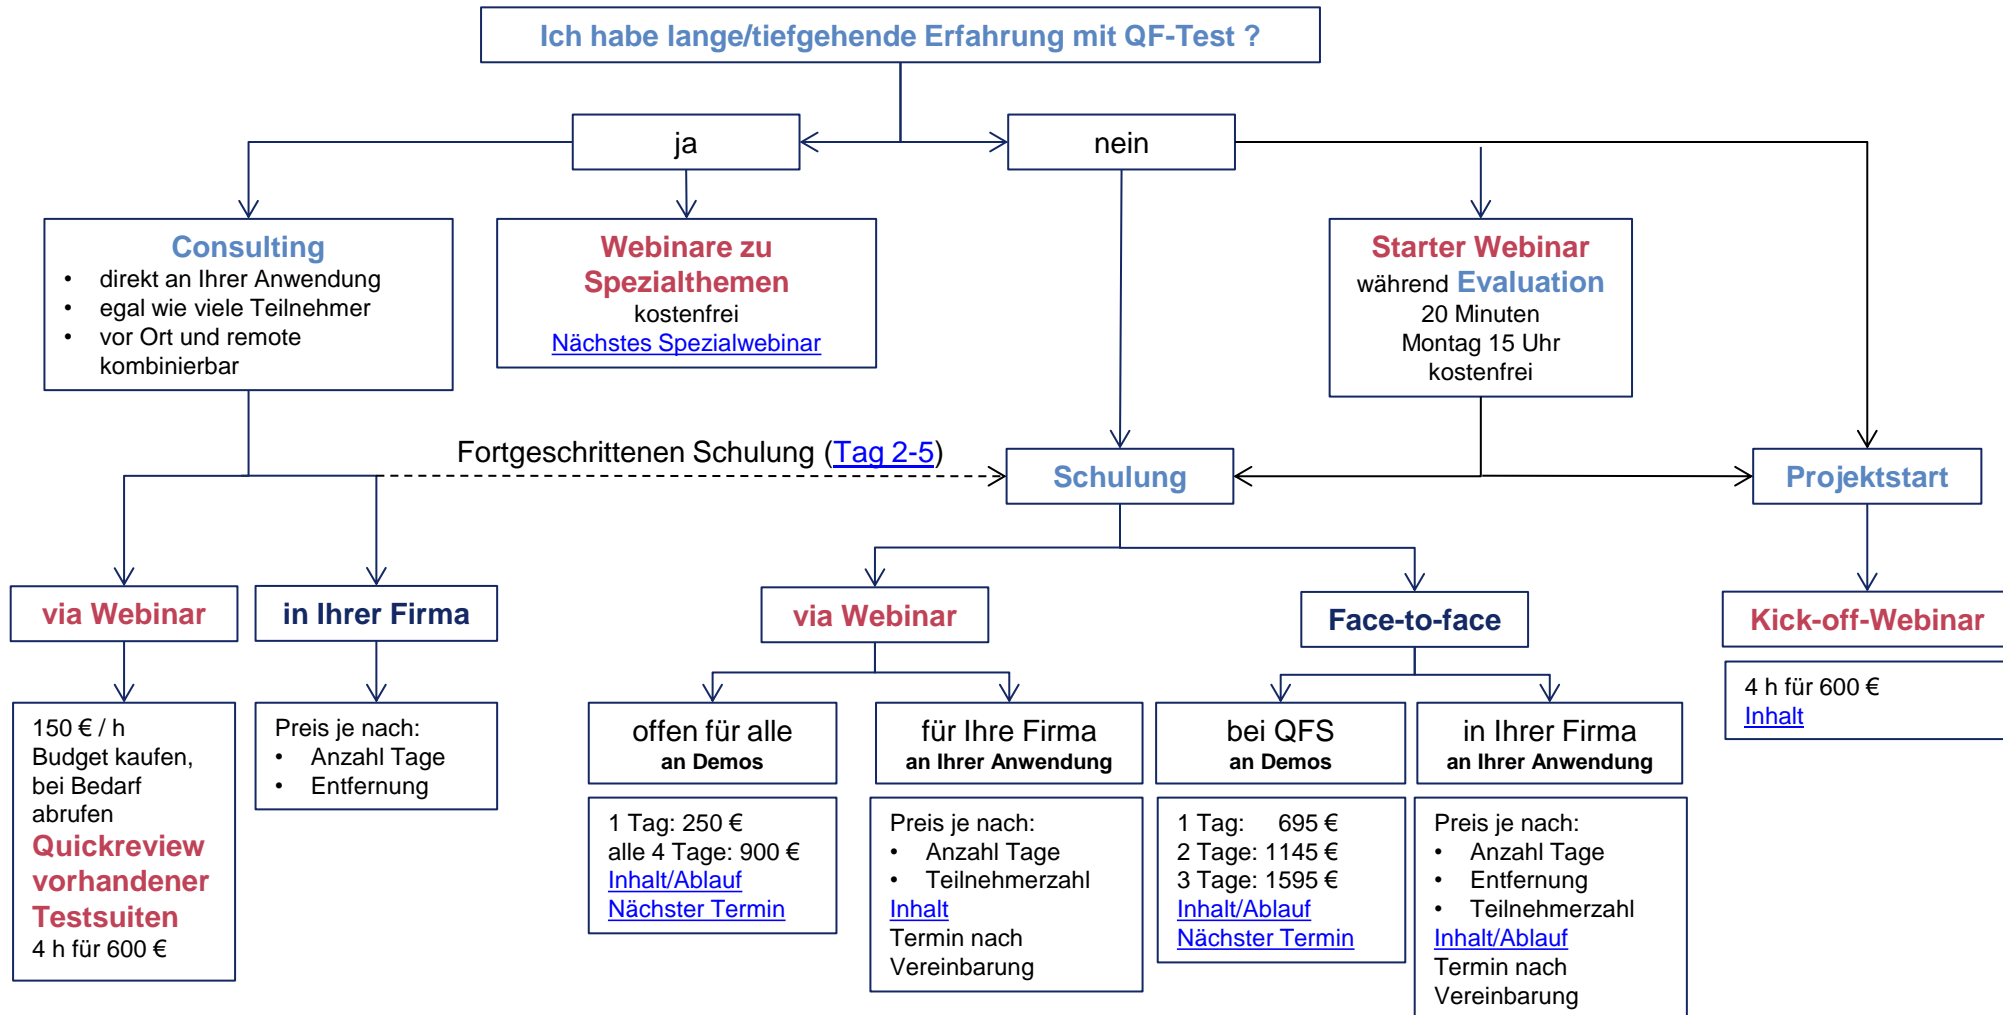 Ich habe lange/tiefgehende Erfahrung mit QF-Test ?
ja
nein
Consulting
• direkt an Ihrer Anwendung
• egal wie viele Teilnehmer
• vor Ort und remote
kombinierbar
Webinare zu
Spezialthemen
kostenfrei
Nächstes Spezialwebinar
Starter Webinar
während Evaluation
20 Minuten
Montag 15 Uhr
kostenfrei
Fortgeschrittenen Schulung (Tag 2-5)
Schulung
Projektstart
via Webinar
in Ihrer Firma
via Webinar
Face-to-face
Kick-off-Webinar
150 € / h
Budget kaufen,
bei Bedarf
abrufen
Quickreview
vorhandener
Testsuiten
4 h für 600 €
Preis je nach:
• Anzahl Tage
• Entfernung
offen für alle
an Demos
1 Tag: 250 €
alle 4 Tage: 900 €
Inhalt/Ablauf
Nächster Termin
für Ihre Firma
an Ihrer Anwendung
Preis je nach:
• Anzahl Tage
• Teilnehmerzahl
Inhalt
Termin nach
Vereinbarung
bei QFS
an Demos
1 Tag: 695 €
2 Tage: 1145 €
3 Tage: 1595 €
Inhalt/Ablauf
Nächster Termin
in Ihrer Firma
an Ihrer Anwendung
Preis je nach:
• Anzahl Tage
• Entfernung
• Teilnehmerzahl
Inhalt/Ablauf
Termin nach
Vereinbarung
4 h für 600 €
Inhalt